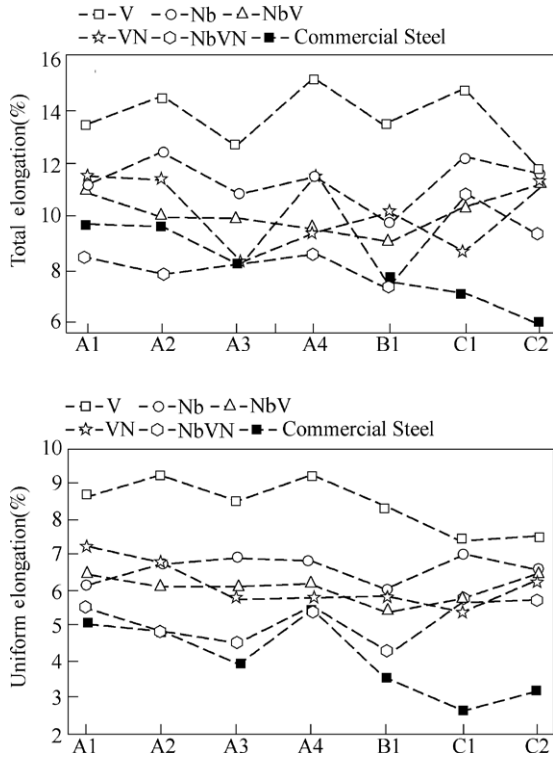 V Nb NbV
VN NbVN Commercial Steel
16
14
12
10
8
6
Total elongation(%)
A1 A2 A3 A4 B1 C1 C2
V Nb NbV
VN NbVN Commercial Steel
10
9
8
7
6
5
4
3
2
Uniform elongation(%)
A1 A2 A3 A4 B1 C1 C2